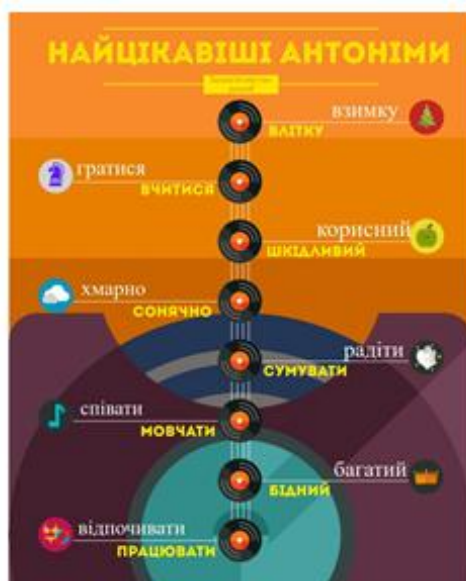 НАЙЦІКАВІШІ АНТОНІМИ
взимку
ВЛІТКУ
гратися
ВЧИТИСЯ
корисний
ШКІДЛИВИЙ
хмарно
СОНЯЧНО
радіти
СУМУВАТИ
співати
МОВЧАТИ
багатий
БІДНИЙ
відпочивати
ПРАЦЮВАТИ